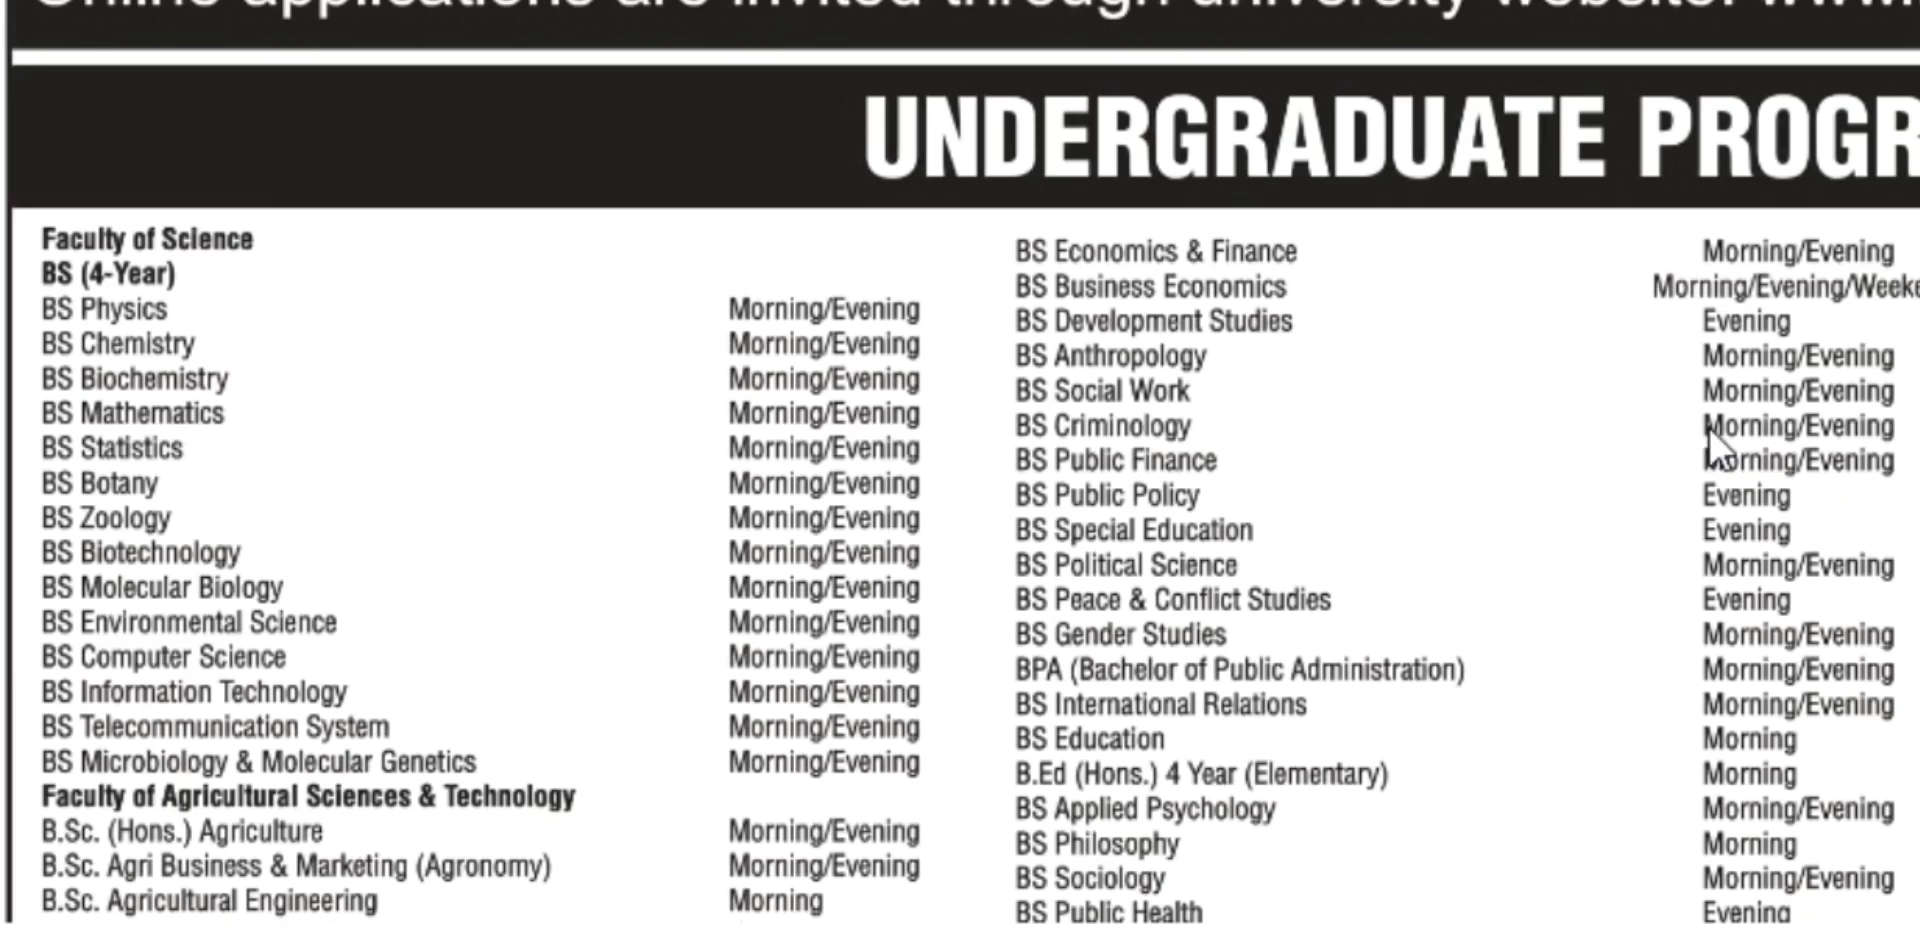 Online applications are invited through university website: www.
UNDERGRADUATE PROGR
Faculty of Science
BS (4-Year)
BS Physics Morning/Evening
BS Chemistry Morning/Evening
BS Biochemistry Morning/Evening
BS Mathematics Morning/Evening
BS Statistics Morning/Evening
BS Botany Morning/Evening
BS Zoology Morning/Evening
BS Biotechnology Morning/Evening
BS Molecular Biology Morning/Evening
BS Environmental Science Morning/Evening
BS Computer Science Morning/Evening
BS Information Technology Morning/Evening
BS Telecommunication System Morning/Evening
BS Microbiology & Molecular Genetics Morning/Evening
Faculty of Agricultural Sciences & Technology
B.Sc. (Hons.) Agriculture Morning/Evening
B.Sc. Agri Business & Marketing (Agronomy) Morning/Evening
B.Sc. Agricultural Engineering Morning
BS Economics & Finance Morning/Evening
BS Business Economics Morning/Evening/Weeke
BS Development Studies Evening
BS Anthropology Morning/Evening
BS Social Work Morning/Evening
BS Criminology Morning/Evening
BS Public Finance Morning/Evening
BS Public Policy Evening
BS Special Education Evening
BS Political Science Morning/Evening
BS Peace & Conflict Studies Evening
BS Gender Studies Morning/Evening
BPA (Bachelor of Public Administration) Morning/Evening
BS International Relations Morning/Evening
BS Education Morning
B.Ed (Hons.) 4 Year (Elementary) Morning
BS Applied Psychology Morning/Evening
BS Philosophy Morning
BS Sociology Morning/Evening
BS Public Health Evening